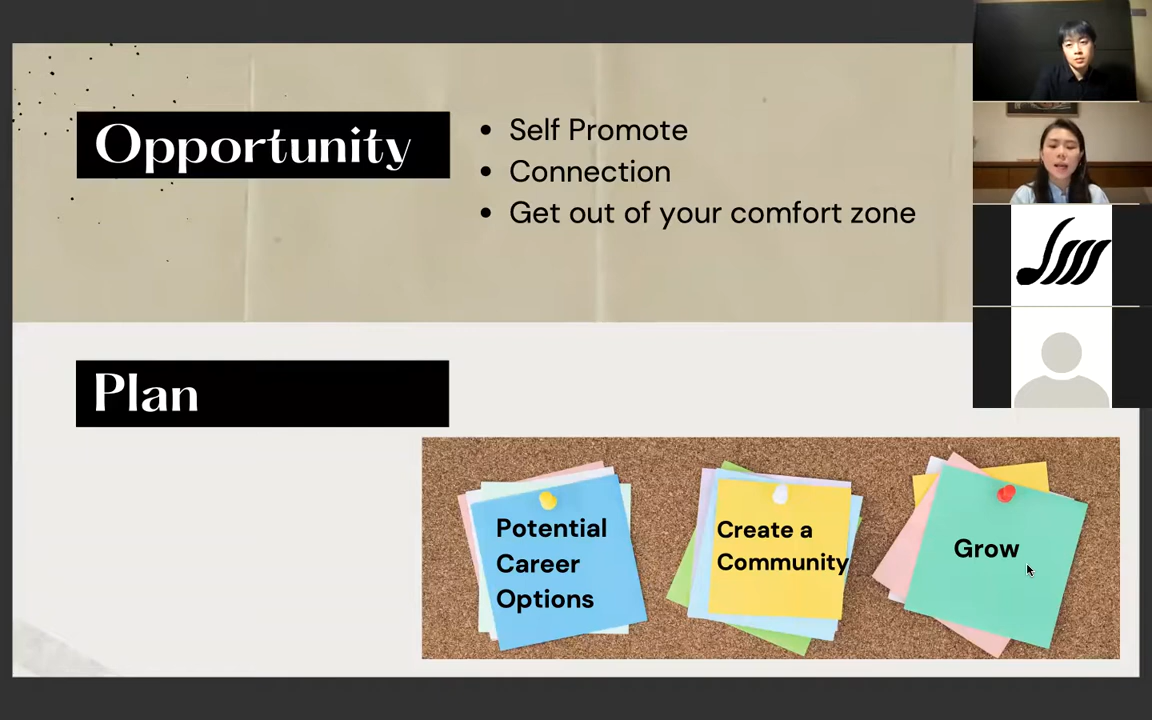 Opportunity
Self Promote
Connection
Get out of your comfort zone
Plan
Potential
Career
Options
Create a
Community
Grow